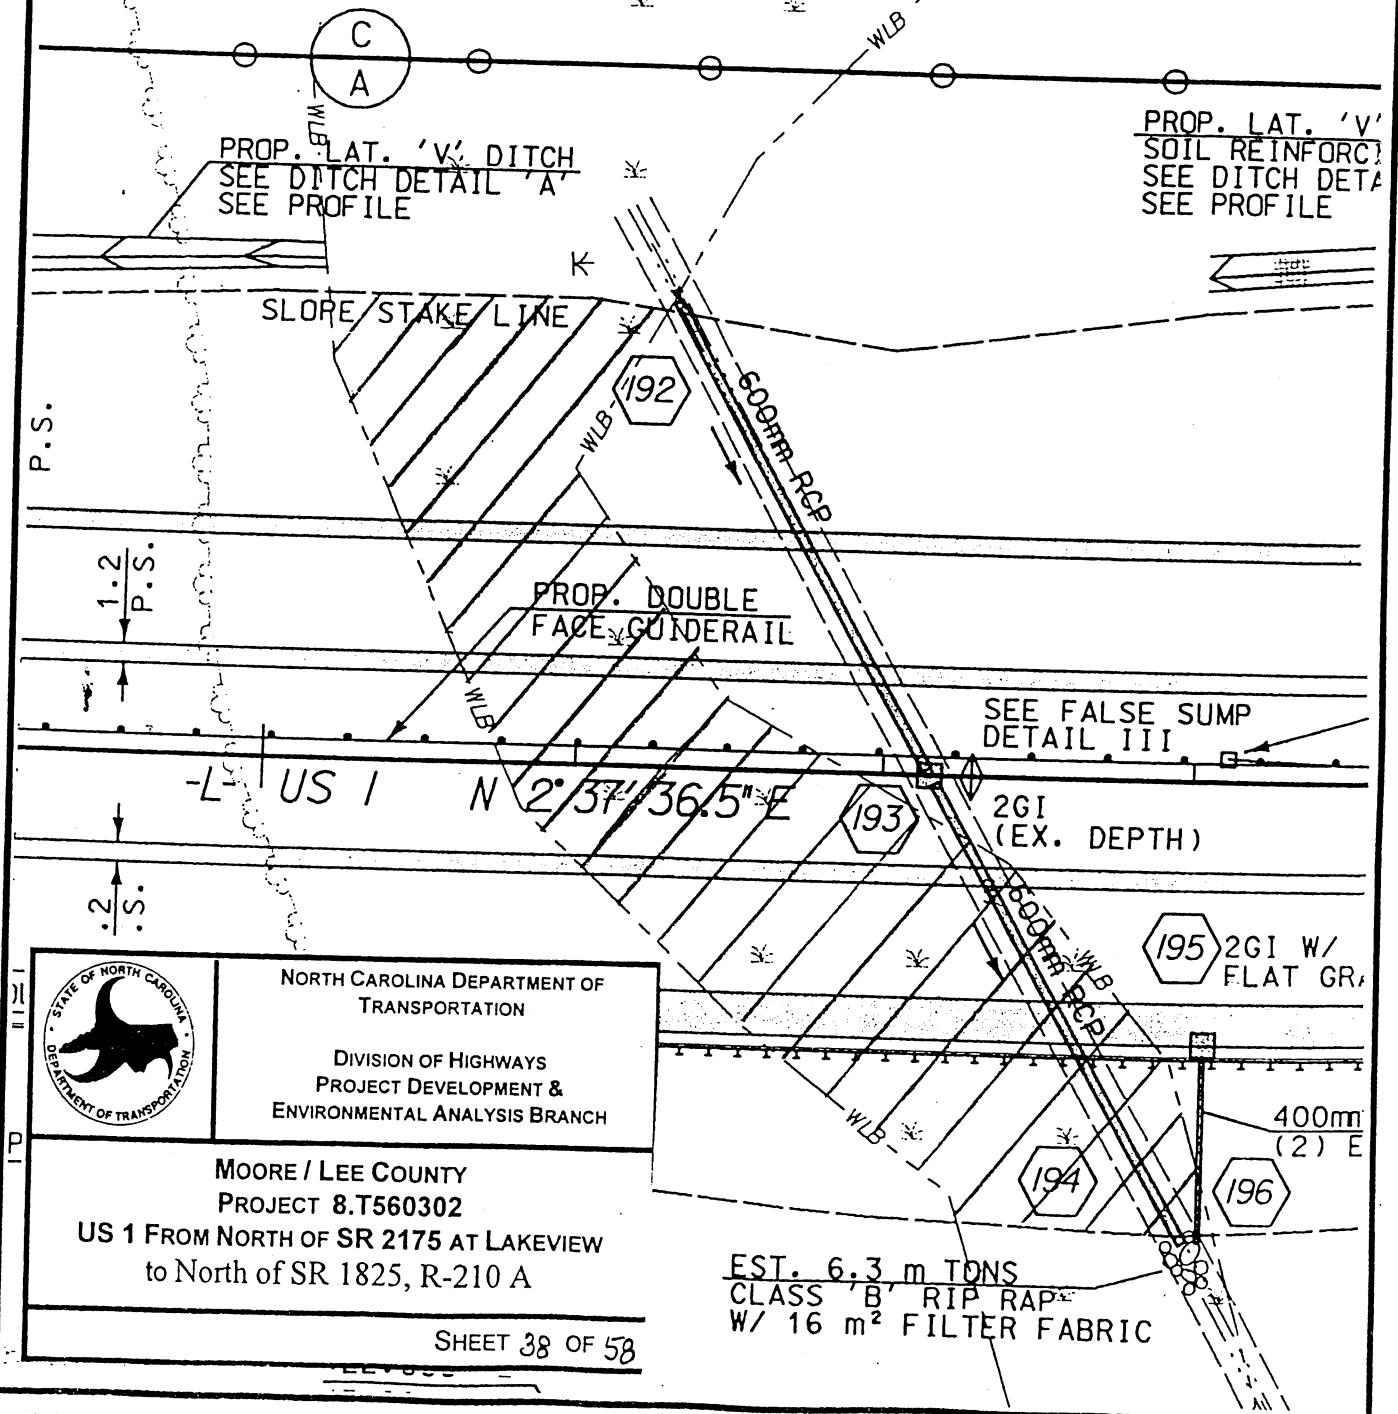 WLB
C
A
WLB
PROP. LAT. 'V' DITCH
SEE DITCH DETAIL 'A'
SEE PROFILE
PROP. LAT. 'V'
SOIL REINFORCI
SEE DITCH DETA
SEE PROFILE
SLOPE STAKE LINE
192
600mm RCP
WLB
P.S.
1.2
P.S.
PROP. DOUBLE
FACE GUIDERAIL
WLB
SEE FALSE SUMP
DETAIL III
-L- US 1 N 2°37'36.5" E
193
2GI
(EX. DEPTH)
.2
.S.
600mm RCP
WLB
195
2GI W/
FLAT GRA
STATE OF NORTH CAROLINA
DEPARTMENT OF TRANSPORTATION
NORTH CAROLINA DEPARTMENT OF
TRANSPORTATION
DIVISION OF HIGHWAYS
PROJECT DEVELOPMENT &
ENVIRONMENTAL ANALYSIS BRANCH
WLB
400mm
(2) E
194
196
P
MOORE / LEE COUNTY
PROJECT 8.T560302
US 1 FROM NORTH OF SR 2175 AT LAKEVIEW
to North of SR 1825, R-210 A
EST. 6.3 m TONS
CLASS 'B' RIP RAP
W/ 16 m² FILTER FABRIC
SHEET 38 OF 58